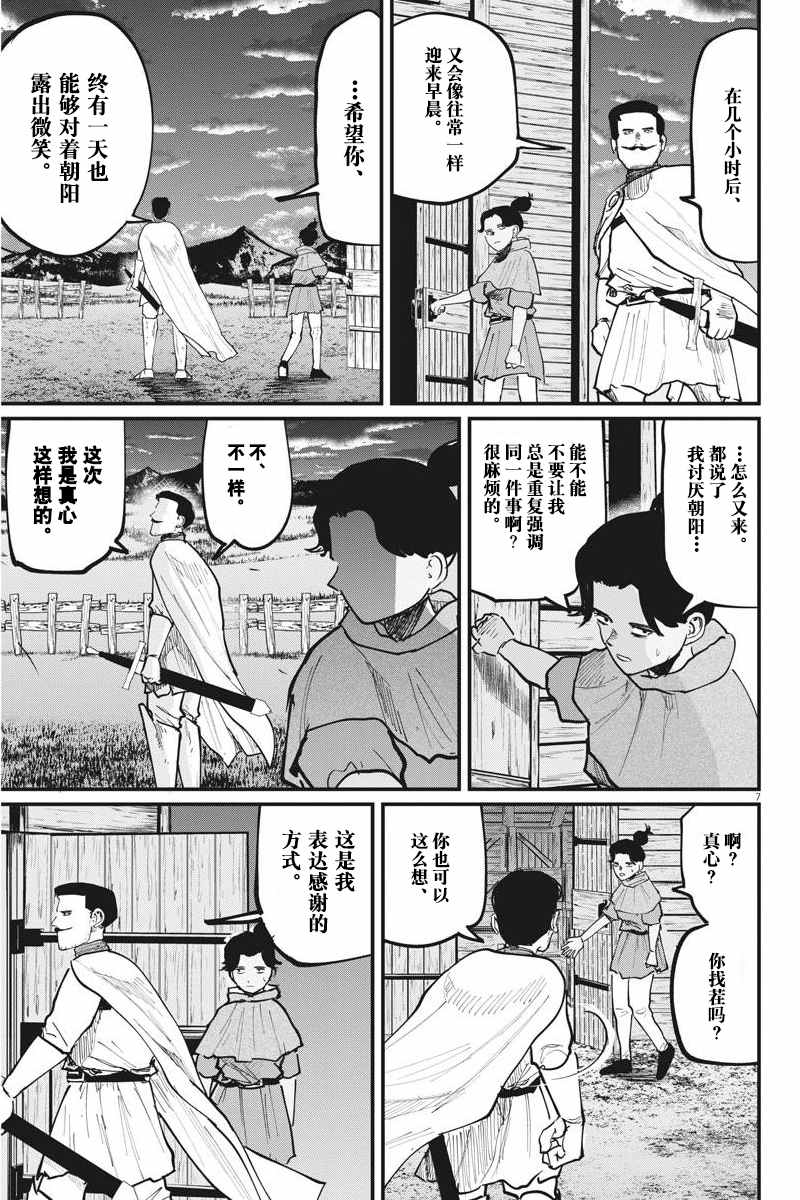 在几个小时后、
又会像往常一样
迎来早晨。
…希望你、
终有一天也
能够对着朝阳
露出微笑。
…怎么又来。
都说了
我讨厌朝阳…
能不能
不要让我
总是重复强调
同一件事啊？
很麻烦的。
不、
不一样。
这次
我是真心
这样想的。
7
啊？
真心？
你找茬吗？
你也可以
这么想、
这是我
表达感谢的
方式。